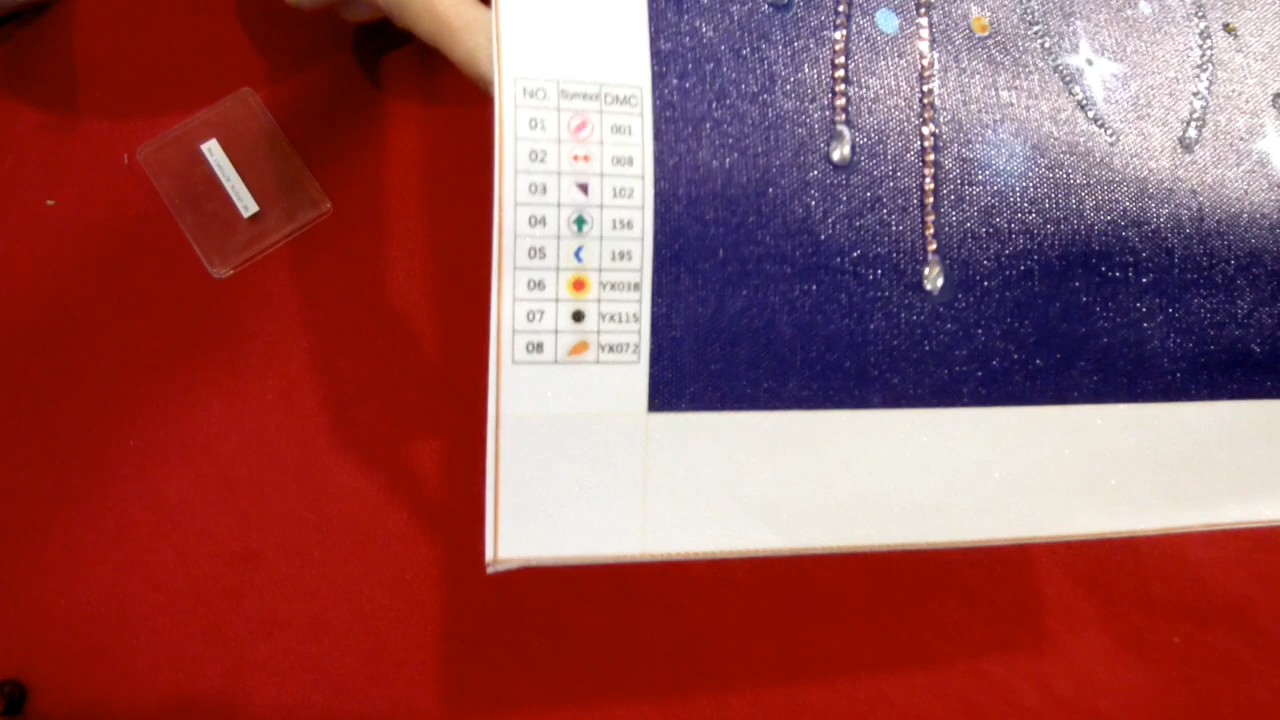 NO. Symbol DMC
01 001
02 008
03 102
04 156
05 195
06 YX038
07 YX115
08 YX072